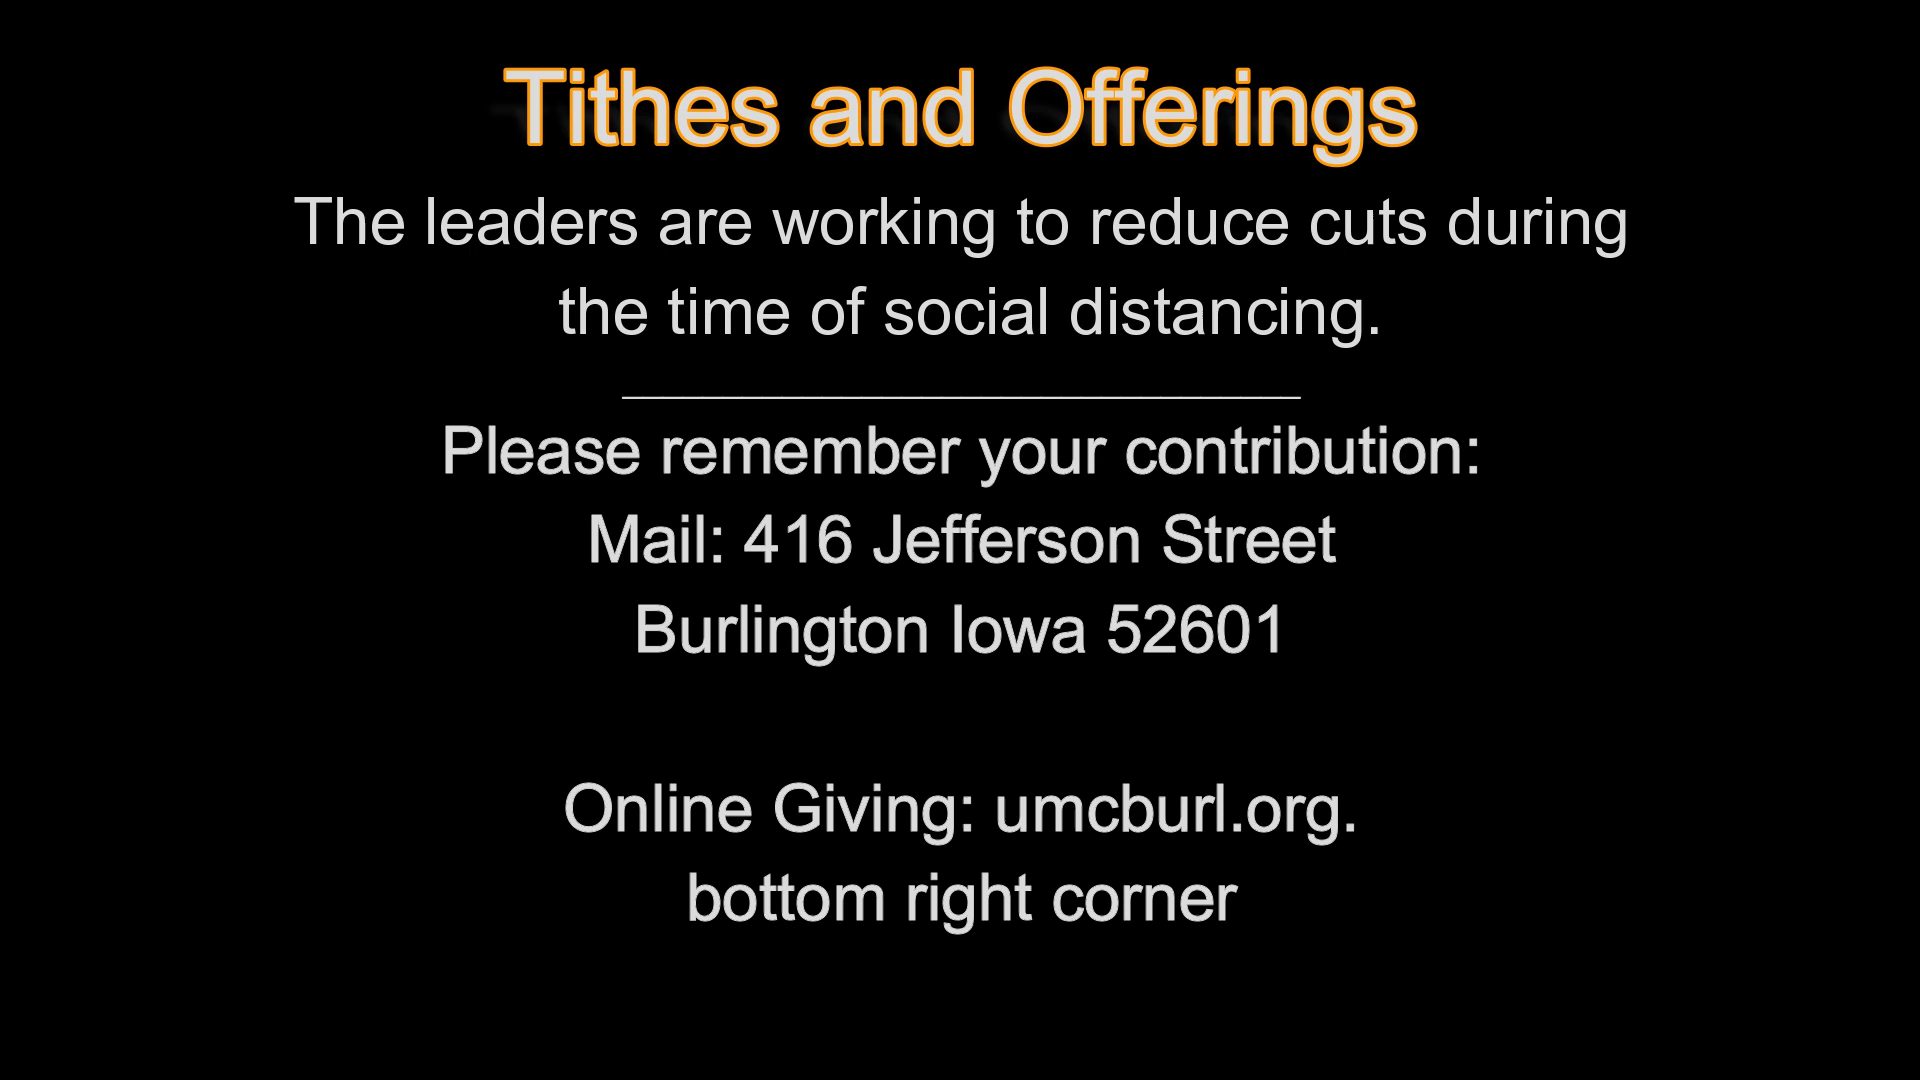 Tithes and Offerings
The leaders are working to reduce cuts during
the time of social distancing.
Please remember your contribution:
Mail: 416 Jefferson Street
Burlington Iowa 52601
Online Giving: umcburl.org.
bottom right corner